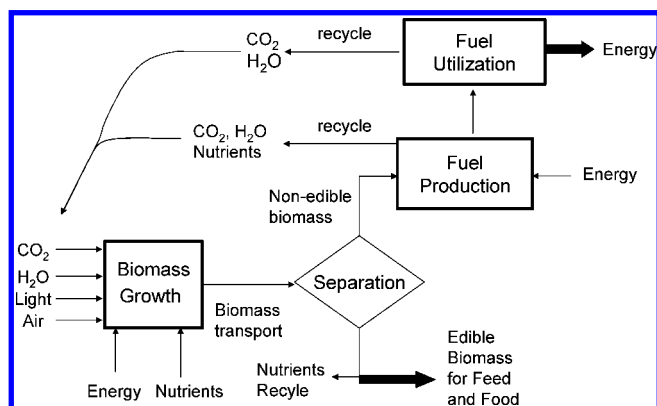 CO₂
H₂O
recycle
Fuel
Utilization
Energy
CO₂, H₂O
Nutrients
recycle
Fuel
Production
Energy
Non-edible
biomass
CO₂
H₂O
Light
Air
Biomass
Growth
Biomass
transport
Separation
Energy
Nutrients
Nutrients
Recyle
Edible
Biomass
for Feed
and Food